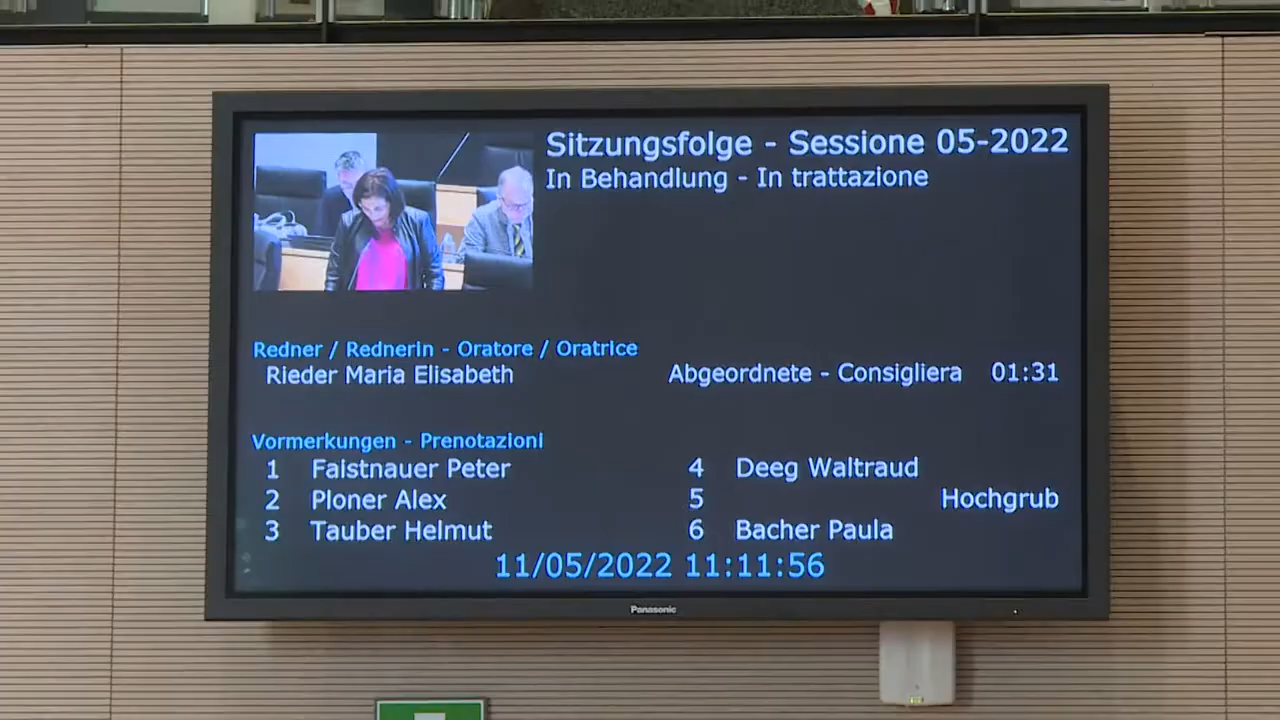 Sitzungsfolge - Sessione 05-2022
In Behandlung - In trattazione
Redner / Rednerin - Oratore / Oratrice
Rieder Maria Elisabeth Abgeordnete - Consigliera 01:31
Vormerkungen - Prenotazioni
1 Faistnauer Peter
2 Ploner Alex
3 Tauber Helmut
4 Deeg Waltraud
5 Hochgrub
6 Bacher Paula
11/05/2022 11:11:56
Panasonic